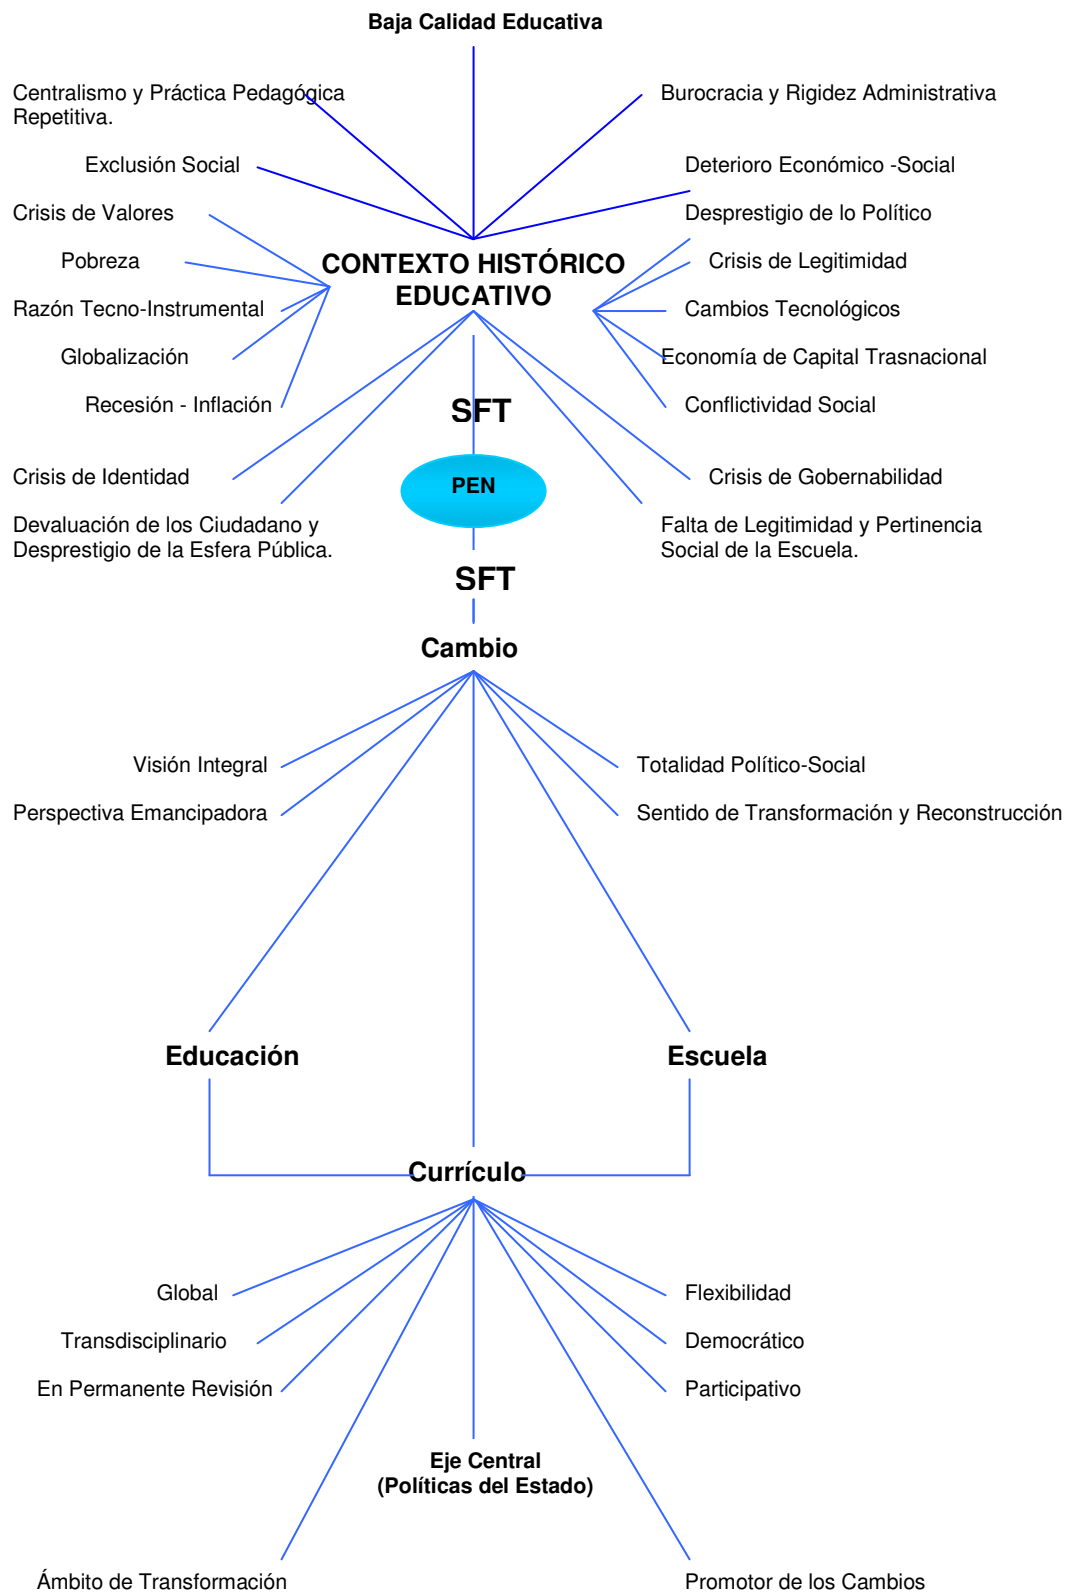 Baja Calidad Educativa
Centralismo y Práctica Pedagógica
Repetitiva.
Burocracia y Rigidez Administrativa
Exclusión Social
Deterioro Económico -Social
Crisis de Valores
Desprestigio de lo Político
CONTEXTO HISTÓRICO
EDUCATIVO
Pobreza
Crisis de Legitimidad
Razón Tecno-Instrumental
Cambios Tecnológicos
Globalización
Economía de Capital Trasnacional
Recesión - Inflación
SFT
Conflictividad Social
Crisis de Identidad
PEN
Crisis de Gobernabilidad
Devaluación de los Ciudadano y
Desprestigio de la Esfera Pública.
Falta de Legitimidad y Pertinencia
Social de la Escuela.
SFT
Cambio
Visión Integral
Totalidad Político-Social
Perspectiva Emancipadora
Sentido de Transformación y Reconstrucción
Educación
Escuela
Currículo
Global
Flexibilidad
Transdisciplinario
Democrático
En Permanente Revisión
Participativo
Eje Central
(Políticas del Estado)
Ámbito de Transformación
Promotor de los Cambios